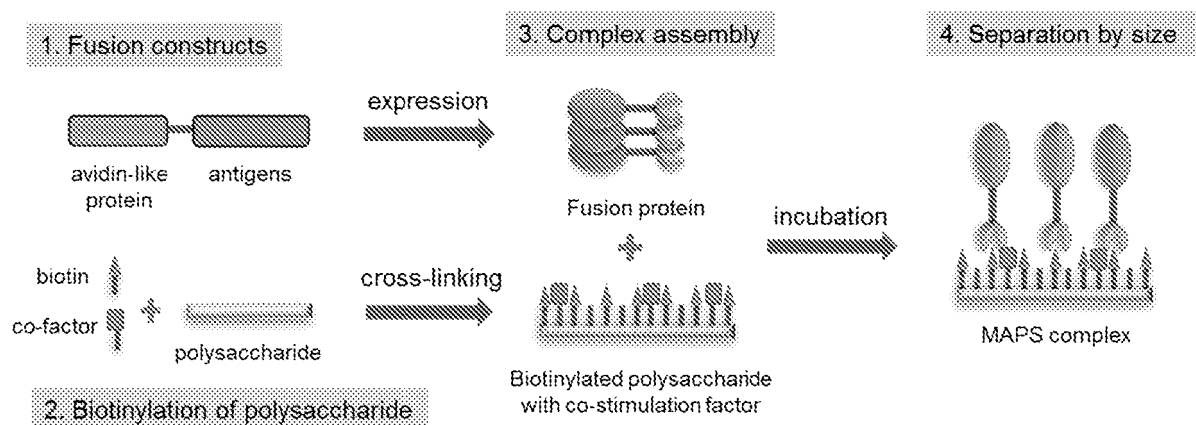 1. Fusion constructs
avidin-like
protein
antigens
expression
biotin
co-factor
polysaccharide
cross-linking
2. Biotinylation of polysaccharide
3. Complex assembly
Fusion protein
Biotinylated polysaccharide
with co-stimulation factor
incubation
4. Separation by size
MAPS complex